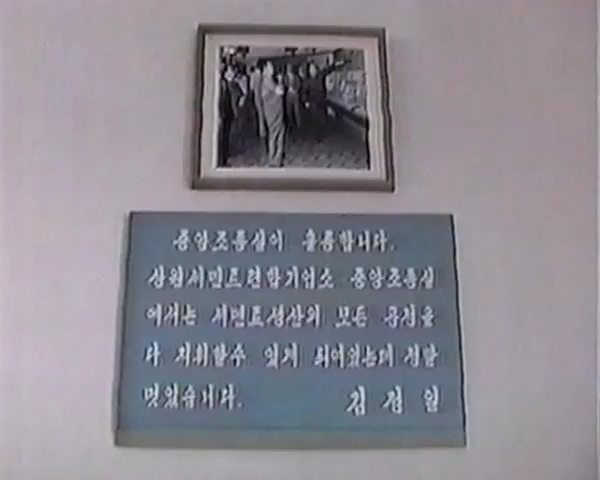 중앙조종실이 훌륭합니다.
상원세멘트련합기업소 중앙조종실
에서는 세멘트생산의 모든 공정을
다 지휘할수 있게 되여있는데 정말
멋있습니다. 김정일